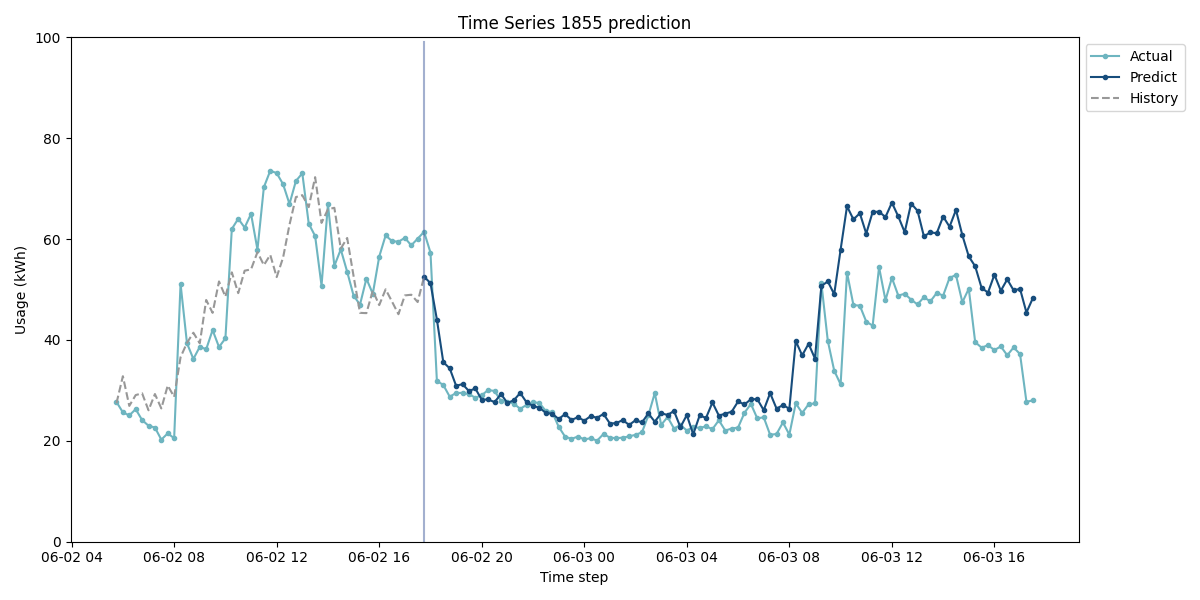 Time Series 1855 prediction
100
80
60
40
20
0
Usage (kWh)
06-02 04 06-02 08 06-02 12 06-02 16 06-02 20 06-03 00 06-03 04 06-03 08 06-03 12 06-03 16
Time step
Actual
Predict
History